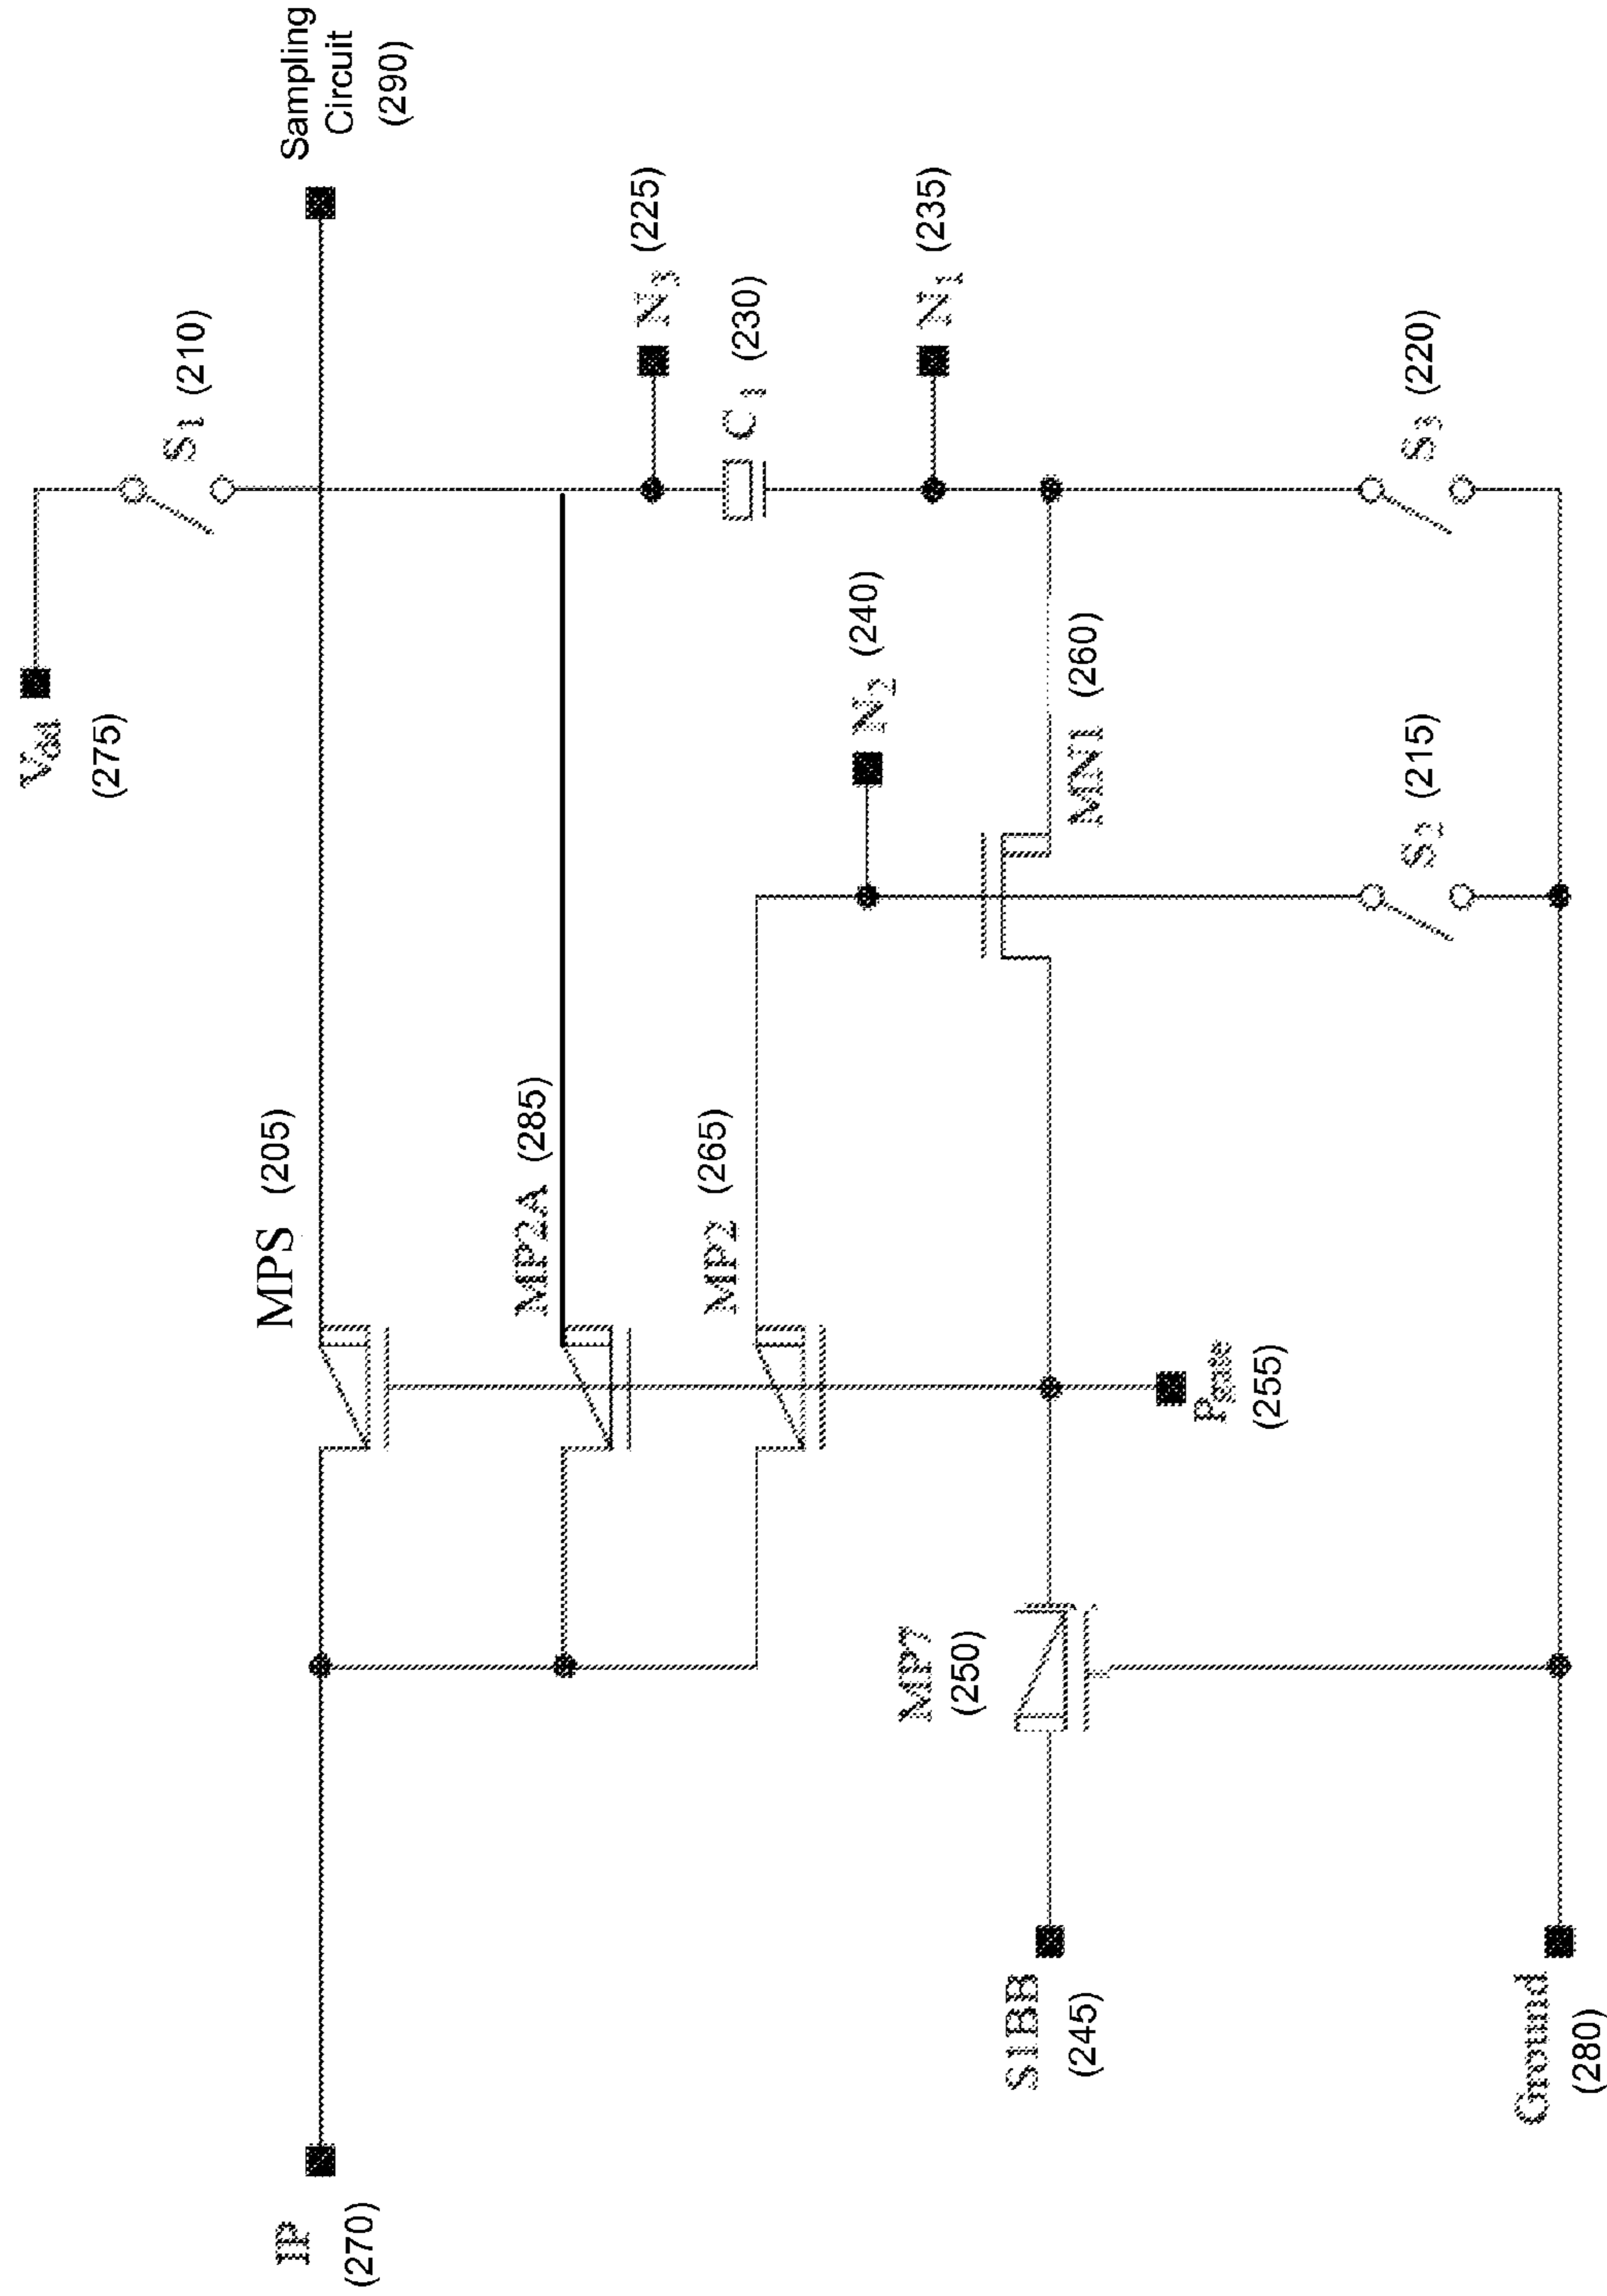 Vdd
(275)
S1 (210)
Sampling
Circuit
(290)
MPS (205)
IP
(270)
MP2A (285)
N3 (225)
C1 (230)
MP2 (265)
N2 (240)
N1 (235)
MP7
(250)
S1BB
(245)
MN1 (260)
Pgate
(255)
S2 (215)
S3 (220)
Ground
(280)